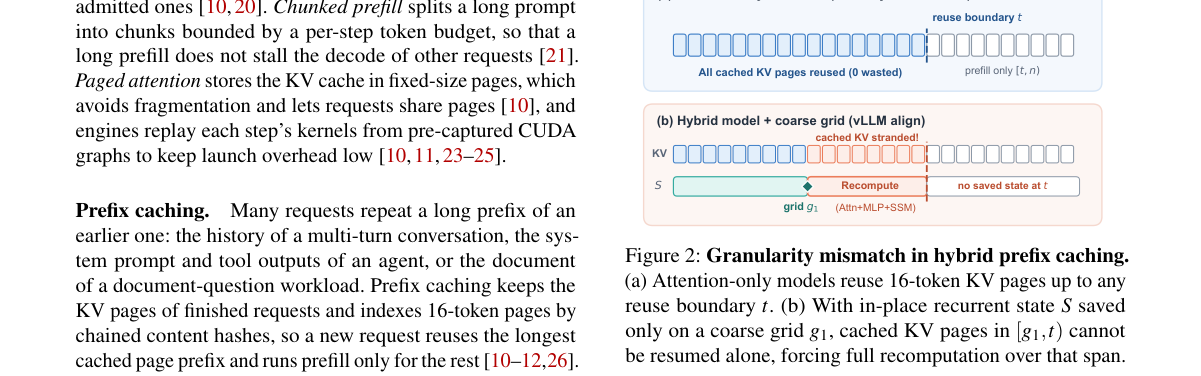 admitted ones [10,20]. Chunked prefill splits a long prompt
into chunks bounded by a per-step token budget, so that a
long prefill does not stall the decode of other requests [21].
Paged attention stores the KV cache in fixed-size pages, which
avoids fragmentation and lets requests share pages [10], and
engines replay each step's kernels from pre-captured CUDA
graphs to keep launch overhead low [10,11,23–25].
Prefix caching. Many requests repeat a long prefix of an
earlier one: the history of a multi-turn conversation, the sys-
tem prompt and tool outputs of an agent, or the document
of a document-question workload. Prefix caching keeps the
KV pages of finished requests and indexes 16-token pages by
chained content hashes, so a new request reuses the longest
cached page prefix and runs prefill only for the rest [10–12,26].
reuse boundary t
All cached KV pages reused (0 wasted)
prefill only [t, n)
(b) Hybrid model + coarse grid (vLLM align)
cached KV stranded!
KV
S
Recompute
no saved state at t
grid g₁
(Attn+MLP+SSM)
Figure 2: Granularity mismatch in hybrid prefix caching.
(a) Attention-only models reuse 16-token KV pages up to any
reuse boundary t. (b) With in-place recurrent state S saved
only on a coarse grid g₁, cached KV pages in [g₁,t) cannot
be resumed alone, forcing full recomputation over that span.